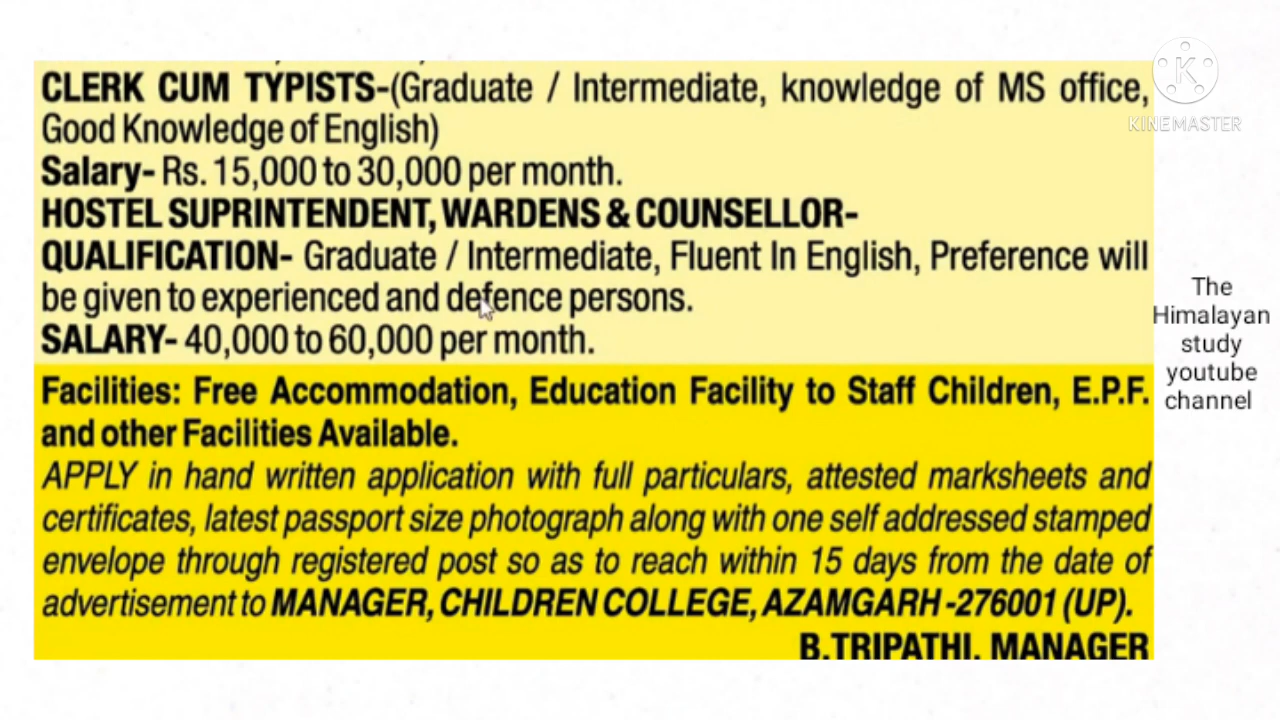 CLERK CUM TYPISTS-(Graduate / Intermediate, knowledge of MS office,
Good Knowledge of English)
Salary- Rs. 15,000 to 30,000 per month.
HOSTEL SUPRINTENDENT, WARDENS & COUNSELLOR-
QUALIFICATION- Graduate / Intermediate, Fluent In English, Preference will
be given to experienced and defence persons.
SALARY- 40,000 to 60,000 per month.
Facilities: Free Accommodation, Education Facility to Staff Children, E.P.F.
and other Facilities Available.
APPLY in hand written application with full particulars, attested marksheets and
certificates, latest passport size photograph along with one self addressed stamped
envelope through registered post so as to reach within 15 days from the date of
advertisement to MANAGER, CHILDREN COLLEGE, AZAMGARH -276001 (UP).
B.TRIPATHI, MANAGER
K
KINEMASTER
The
Himalayan
study
youtube
channel